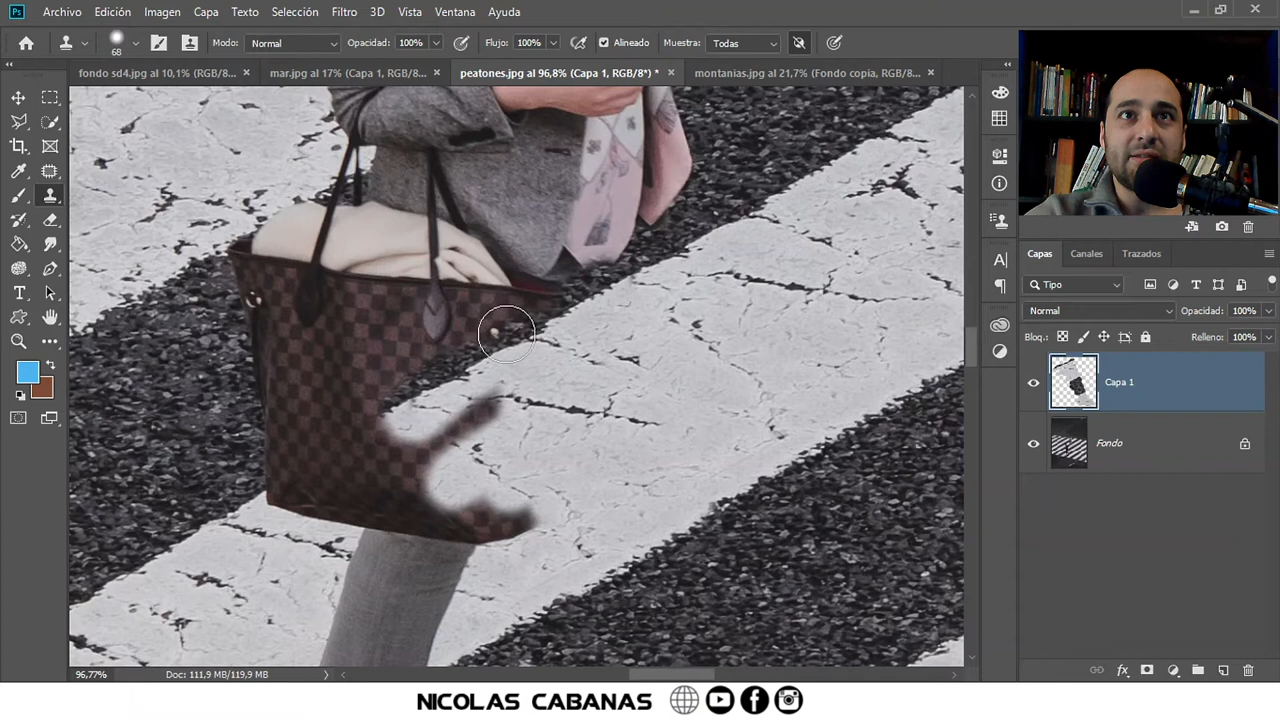 Ps Archivo Edición Imagen Capa Texto Selección Filtro 3D Vista Ventana Ayuda
68 Modo: Normal Opacidad: 100% Flujo: 100% Alineado Muestra: Todas
fondo sd4.jpg al 10,1% (RGB/8... × mar.jpg al 17% (Capa 1, RGB/8... × peatones.jpg al 96,8% (Capa 1, RGB/8*) * × montanias.jpg al 21,7% (Fondo copia, RGB/8... ×
Capas Canales Trazados
Tipo
Normal Opacidad: 100%
Bloq.: Relleno: 100%
Capa 1
Fondo
96,77% Doc: 111,9 MB/119,9 MB
NICOLAS CABANAS